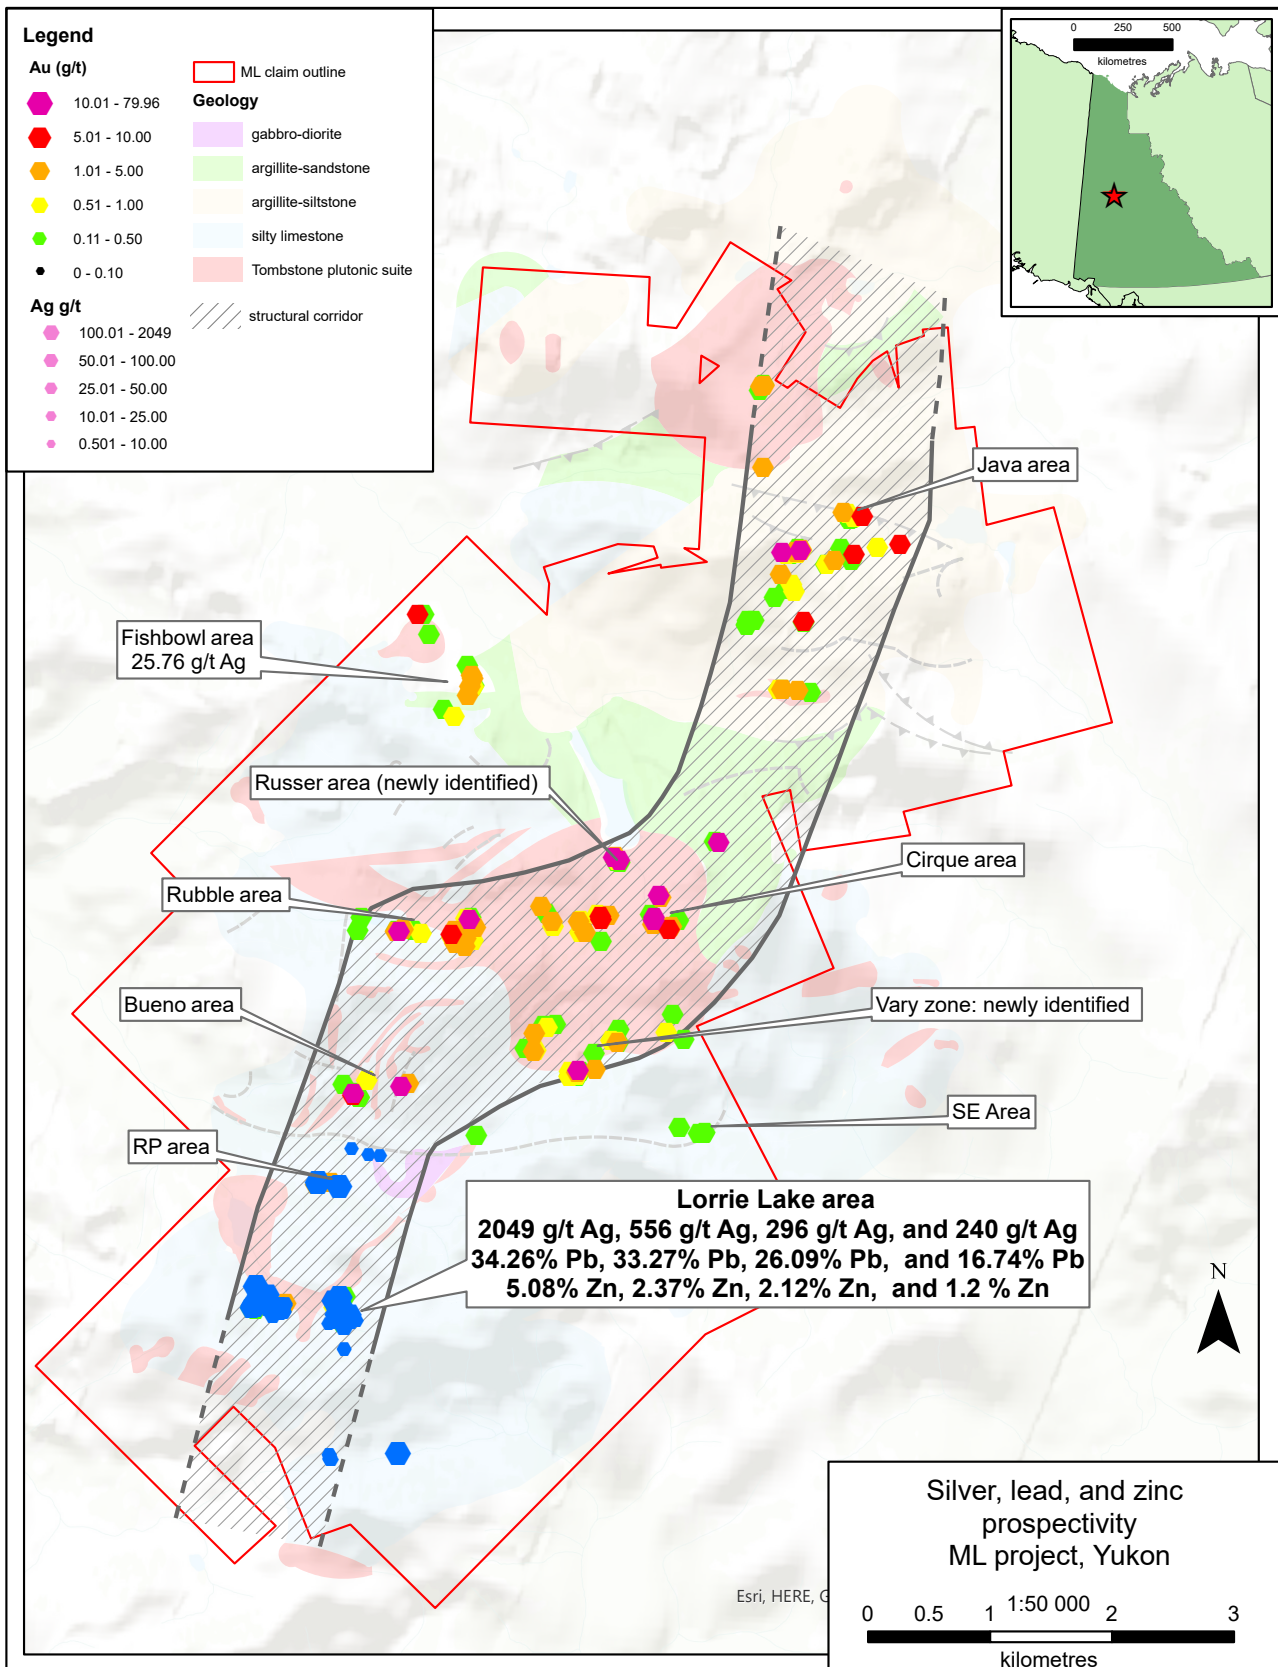 Legend
Au (g/t)
10.01 - 79.96
5.01 - 10.00
1.01 - 5.00
0.51 - 1.00
0.11 - 0.50
0 - 0.10
Ag g/t
100.01 - 2049
50.01 - 100.00
25.01 - 50.00
10.01 - 25.00
0.501 - 10.00
ML claim outline
Geology
gabbro-diorite
argillite-sandstone
argillite-siltstone
silty limestone
Tombstone plutonic suite
structural corridor
0 250 500
kilometres
Java area
Fishbowl area
25.76 g/t Ag
Russer area (newly identified)
Cirque area
Rubble area
Bueno area
Vary zone: newly identified
SE Area
RP area
Lorrie Lake area
2049 g/t Ag, 556 g/t Ag, 296 g/t Ag, and 240 g/t Ag
34.26% Pb, 33.27% Pb, 26.09% Pb, and 16.74% Pb
5.08% Zn, 2.37% Zn, 2.12% Zn, and 1.2 % Zn
N
Esri, HERE, G
Silver, lead, and zinc
prospectivity
ML project, Yukon
1:50 000
0 0.5 1 2 3
kilometres